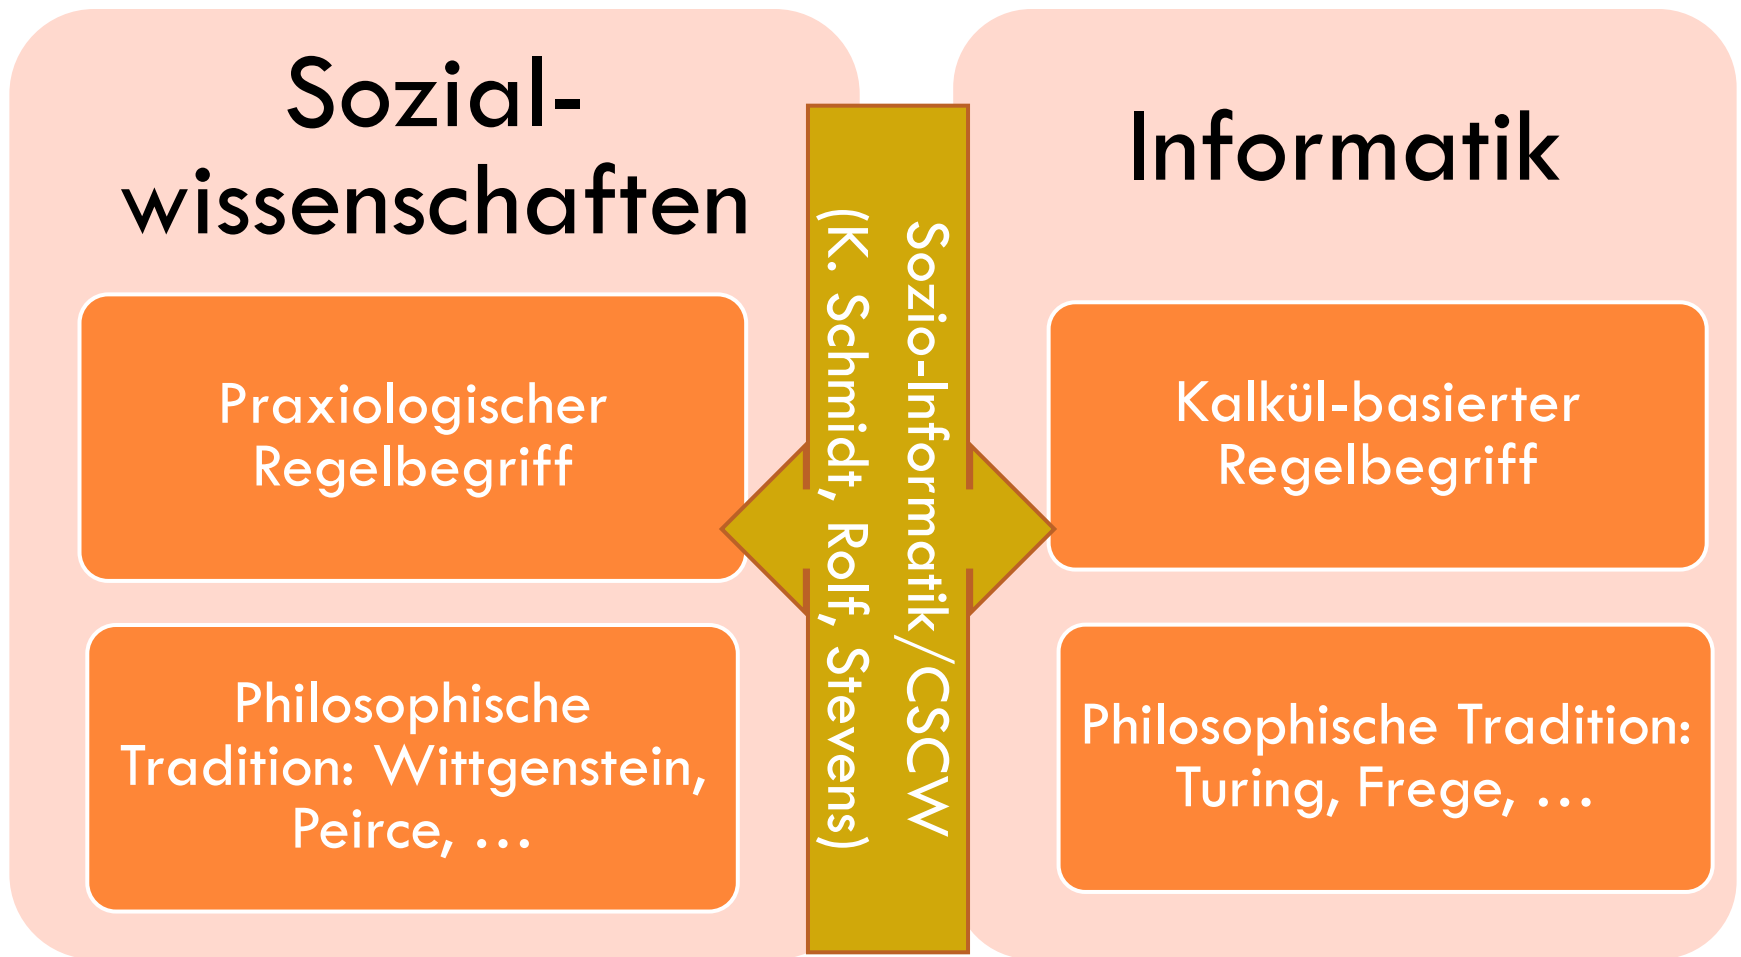 Sozial-
wissenschaften
Praxiologischer
Regelbegriff
Philosophische
Tradition: Wittgenstein,
Peirce, …
Sozio-Informatik/CSCW
(K. Schmidt, Rolf, Stevens)
Informatik
Kalkül-basierter
Regelbegriff
Philosophische Tradition:
Turing, Frege, …